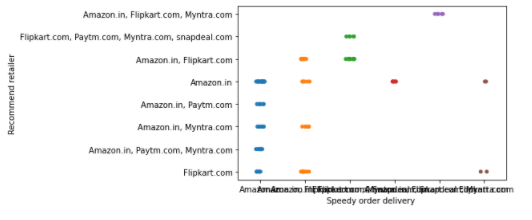 Amazon.in, Flipkart.com, Myntra.com
Flipkart.com, Paytm.com, Myntra.com, snapdeal.com
Amazon.in, Flipkart.com
Amazon.in
Amazon.in, Paytm.com
Amazon.in, Myntra.com
Amazon.in, Paytm.com, Myntra.com
Flipkart.com
Recommend retailer
Speedy order delivery